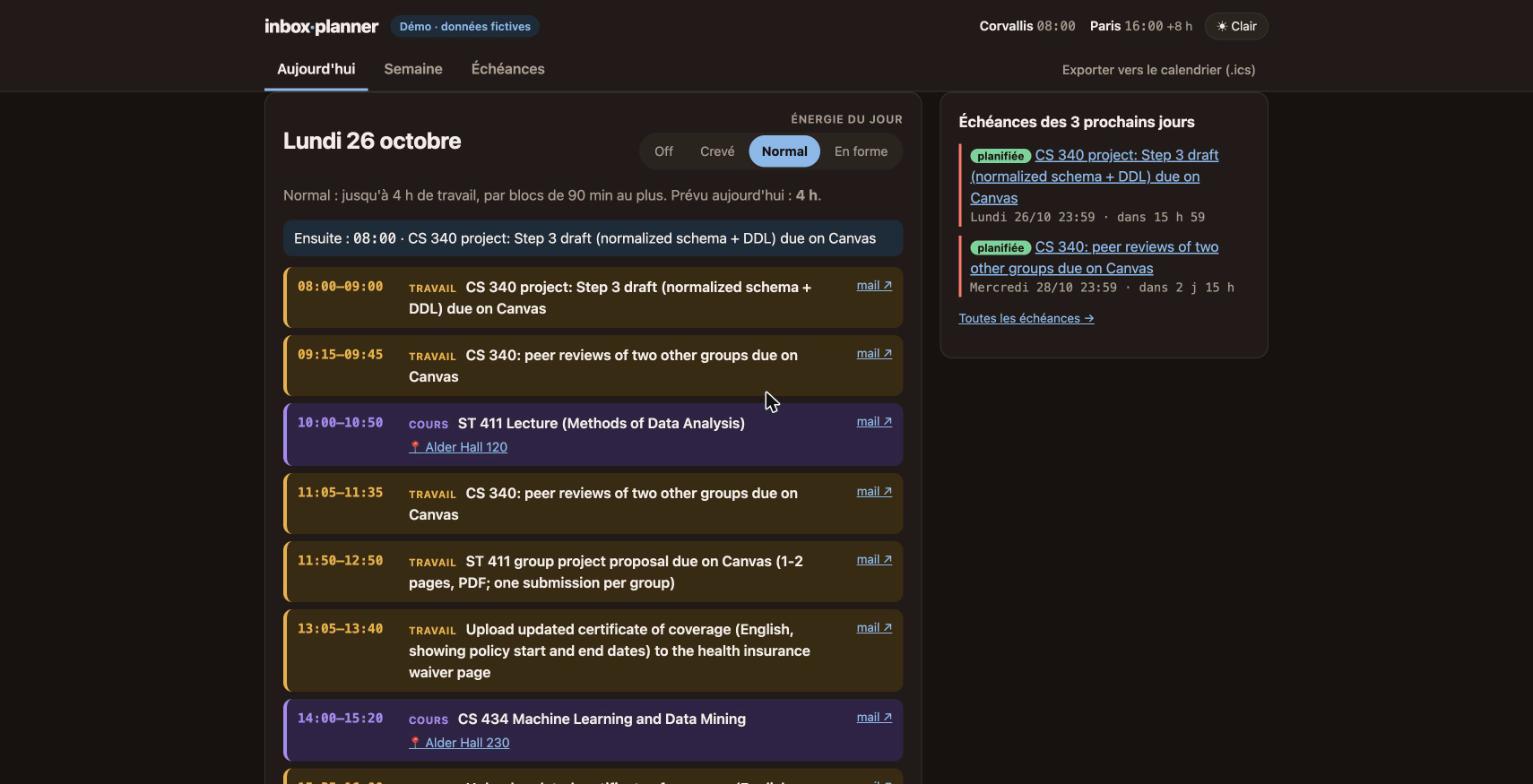 inbox·planner
Démo · données fictives
Corvallis 08:00 Paris 16:00 +8 h
☀ Clair
Aujourd'hui
Semaine
Échéances
Exporter vers le calendrier (.ics)
Lundi 26 octobre
ÉNERGIE DU JOUR
Off
Crevé
Normal
En forme
Normal : jusqu'à 4 h de travail, par blocs de 90 min au plus. Prévu aujourd'hui : 4 h.
Ensuite : 08:00 · CS 340 project: Step 3 draft (normalized schema + DDL) due on Canvas
08:00–09:00 TRAVAIL CS 340 project: Step 3 draft (normalized schema + mail ↗
DDL) due on Canvas
09:15–09:45 TRAVAIL CS 340: peer reviews of two other groups due on mail ↗
Canvas
10:00–10:50 COURS ST 411 Lecture (Methods of Data Analysis) mail ↗
📍 Alder Hall 120
11:05–11:35 TRAVAIL CS 340: peer reviews of two other groups due on mail ↗
Canvas
11:50–12:50 TRAVAIL ST 411 group project proposal due on Canvas (1-2 mail ↗
pages, PDF; one submission per group)
13:05–13:40 TRAVAIL Upload updated certificate of coverage (English, mail ↗
showing policy start and end dates) to the health insurance
waiver page
14:00–15:20 COURS CS 434 Machine Learning and Data Mining mail ↗
📍 Alder Hall 230
Échéances des 3 prochains jours
planifiée CS 340 project: Step 3 draft
(normalized schema + DDL) due on
Canvas
Lundi 26/10 23:59 · dans 15 h 59
planifiée CS 340: peer reviews of two
other groups due on Canvas
Mercredi 28/10 23:59 · dans 2 j 15 h
Toutes les échéances →